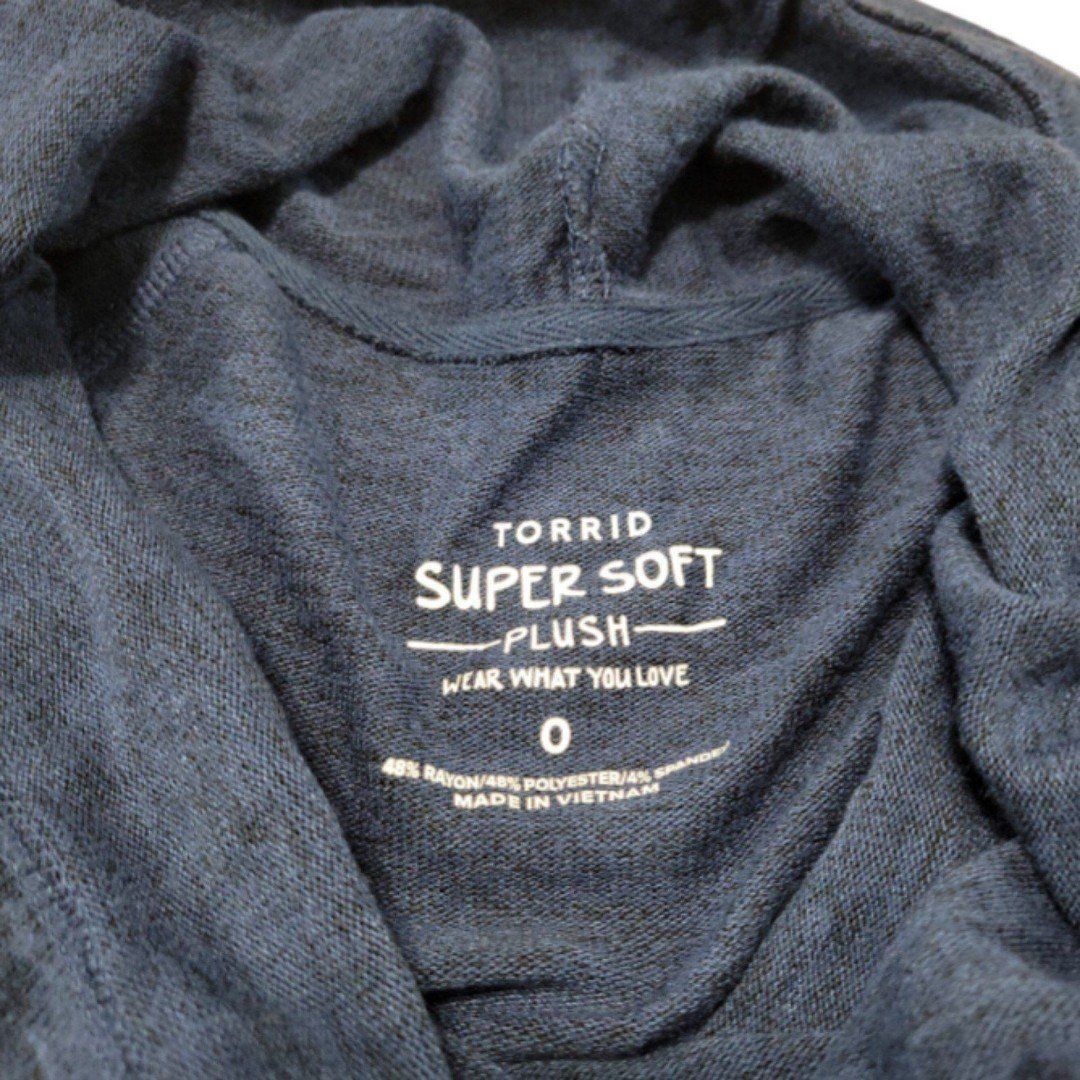 TORRID
SUPER SOFT
PLUSH
WEAR WHAT YOU LOVE
0
48% RAYON/48% POLYESTER/4% SPANDEX
MADE IN VIETNAM